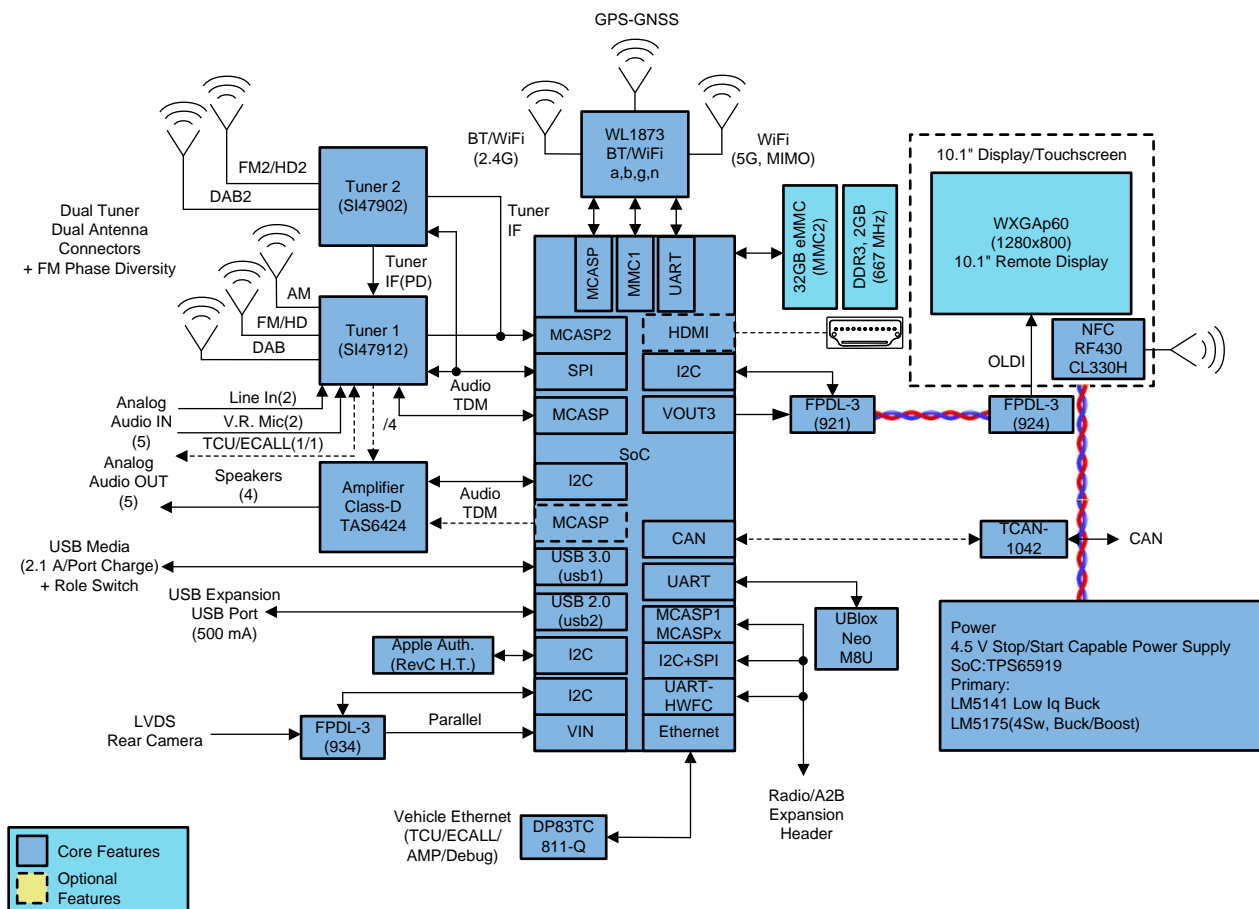 GPS-GNSS
BT/WiFi
(2.4G)
WL1873
BT/WiFi
a,b,g,n
WiFi
(5G, MIMO)
FM2/HD2
DAB2
Tuner 2
(SI47902)
Tuner
IF
Dual Tuner
Dual Antenna
Connectors
+ FM Phase Diversity
Tuner
IF(PD)
AM
FM/HD
DAB
Tuner 1
(SI47912)
Audio
TDM
Analog
Audio IN
(5)
Line In(2)
V.R. Mic(2)
TCU/ECALL(1/1)
/4
Analog
Audio OUT
(5)
Speakers
(4)
Amplifier
Class-D
TAS6424
Audio
TDM
USB Media
(2.1 A/Port Charge)
+ Role Switch
USB Expansion
USB Port
(500 mA)
Apple Auth.
(RevC H.T.)
LVDS
Rear Camera
FPDL-3
(934)
Parallel
MCASP
MMC1
UART
MCASP2
SPI
MCASP
SoC
I2C
MCASP
USB 3.0
(usb1)
USB 2.0
(usb2)
I2C
I2C
VIN
HDMI
I2C
VOUT3
CAN
UART
MCASP1
MCASPx
I2C+SPI
UART-
HWFC
Ethernet
32GB eMMC
(MMC2)
DDR3, 2GB
(667 MHz)
10.1" Display/Touchscreen
WXGAp60
(1280x800)
10.1" Remote Display
OLDI
NFC
RF430
CL330H
FPDL-3
(921)
FPDL-3
(924)
TCAN-
1042
CAN
UBlox
Neo
M8U
Power
4.5 V Stop/Start Capable Power Supply
SoC:TPS65919
Primary:
LM5141 Low Iq Buck
LM5175(4Sw, Buck/Boost)
Radio/A2B
Expansion
Header
Vehicle Ethernet
(TCU/ECALL/
AMP/Debug)
DP83TC
811-Q
Core Features
Optional
Features